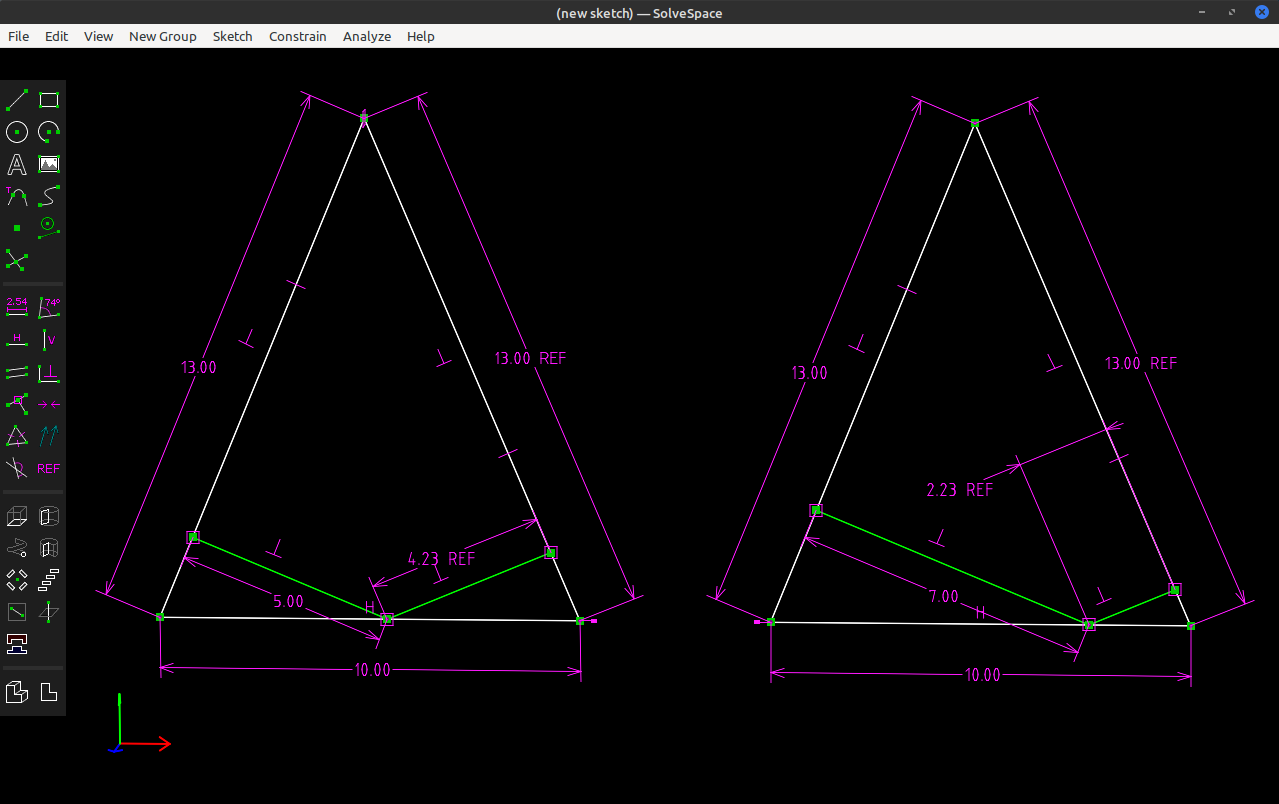 (new sketch) — SolveSpace
File Edit View New Group Sketch Constrain Analyze Help
A
T
2.54 74°
H V
REF
13.00
13.00 REF
4.23 REF
5.00
H
10.00
13.00
13.00 REF
2.23 REF
7.00
H
10.00